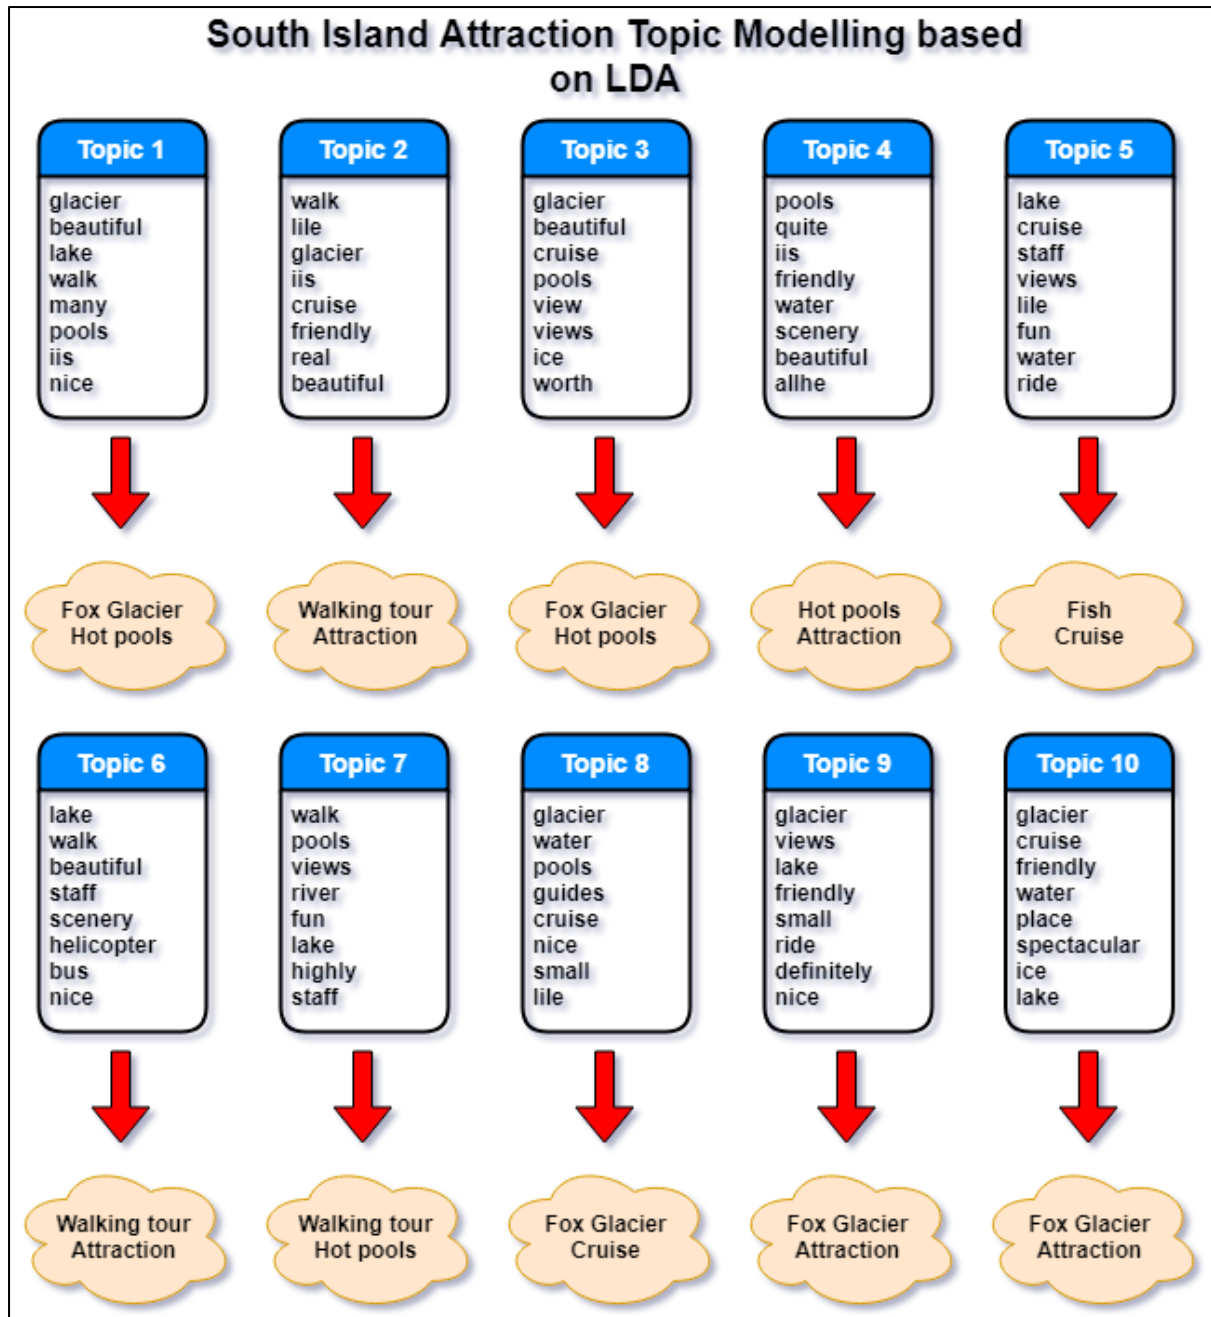 South Island Attraction Topic Modelling based
on LDA
Topic 1
glacier
beautiful
lake
walk
many
pools
iis
nice
Fox Glacier
Hot pools
Topic 2
walk
lile
glacier
iis
cruise
friendly
real
beautiful
Walking tour
Attraction
Topic 3
glacier
beautiful
cruise
pools
view
views
ice
worth
Fox Glacier
Hot pools
Topic 4
pools
quite
iis
friendly
water
scenery
beautiful
allhe
Hot pools
Attraction
Topic 5
lake
cruise
staff
views
lile
fun
water
ride
Fish
Cruise
Topic 6
lake
walk
beautiful
staff
scenery
helicopter
bus
nice
Walking tour
Attraction
Topic 7
walk
pools
views
river
fun
lake
highly
staff
Walking tour
Hot pools
Topic 8
glacier
water
pools
guides
cruise
nice
small
lile
Fox Glacier
Cruise
Topic 9
glacier
views
lake
friendly
small
ride
definitely
nice
Fox Glacier
Attraction
Topic 10
glacier
cruise
friendly
water
place
spectacular
ice
lake
Fox Glacier
Attraction